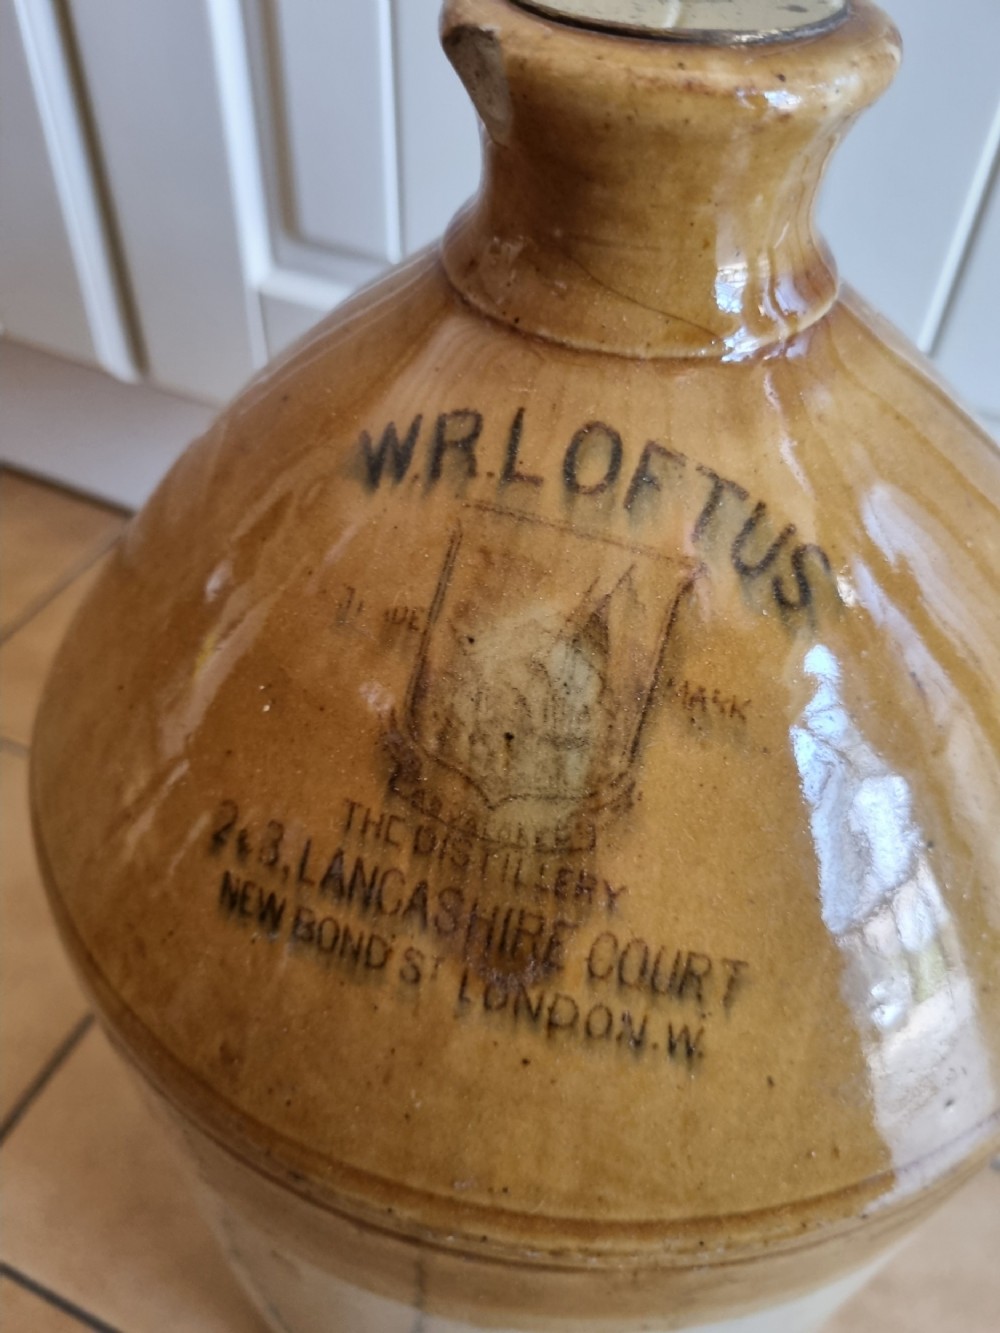 W.R. LOFTUS
MARK
THE DISTILLERY
2&3, LANCASHIRE COURT
NEW BOND ST LONDON. W.